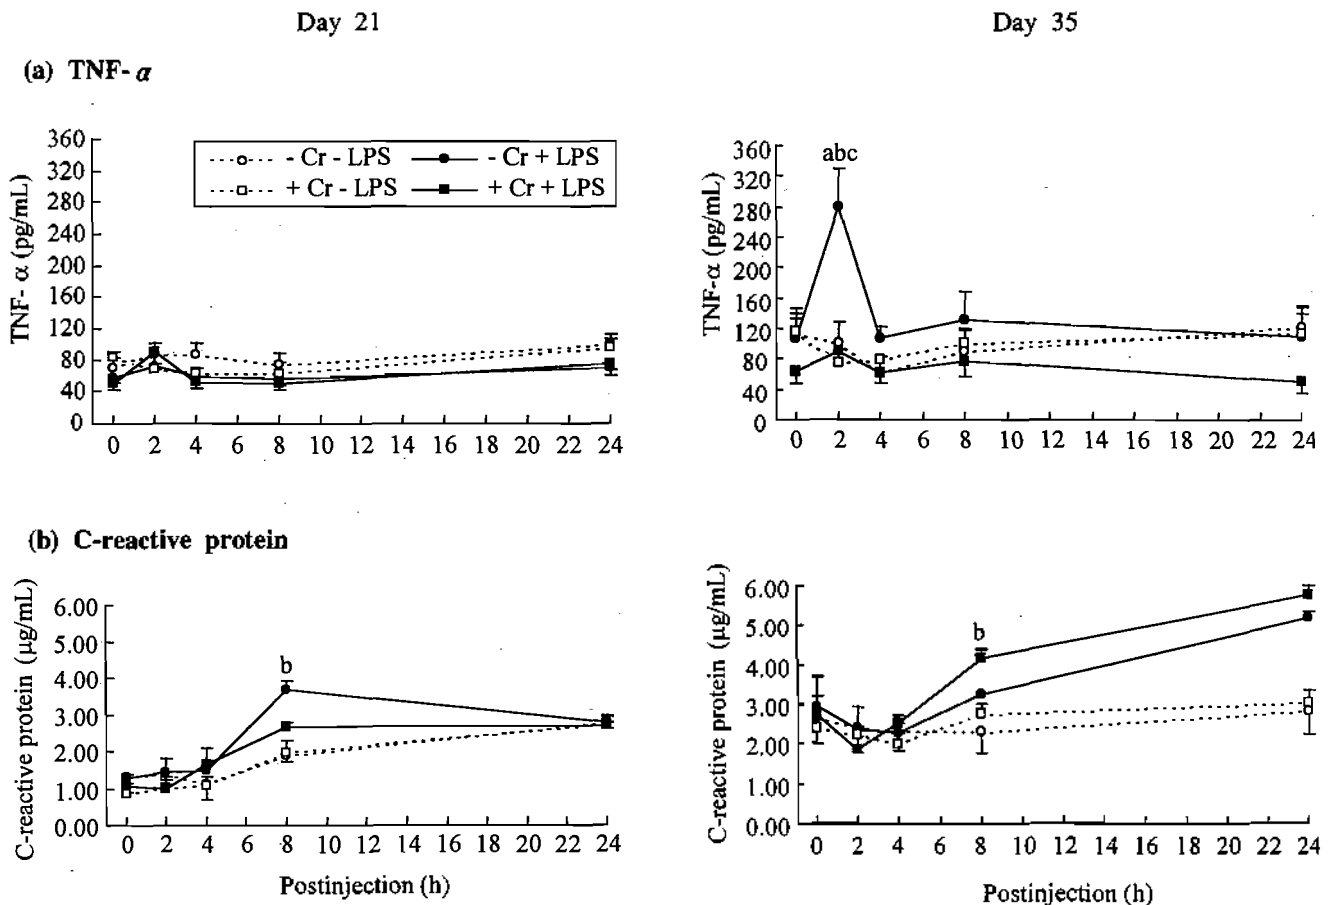 Day 21
Day 35
(a) TNF- α
TNF- α (pg/mL)
360
320
280
240
200
160
120
80
40
0
- Cr - LPS
- Cr + LPS
+ Cr - LPS
+ Cr + LPS
0 2 4 6 8 10 12 14 16 18 20 22 24
TNF-α (pg/mL)
360
320
280
240
200
160
120
80
40
0
abc
0 2 4 6 8 10 12 14 16 18 20 22 24
(b) C-reactive protein
C-reactive protein (μg/mL)
6.00
5.00
4.00
3.00
2.00
1.00
0.00
b
0 2 4 6 8 10 12 14 16 18 20 22 24
Postinjection (h)
C-reactive protein (μg/mL)
6.00
5.00
4.00
3.00
2.00
1.00
0.00
b
0 2 4 6 8 10 12 14 16 18 20 22 24
Postinjection (h)